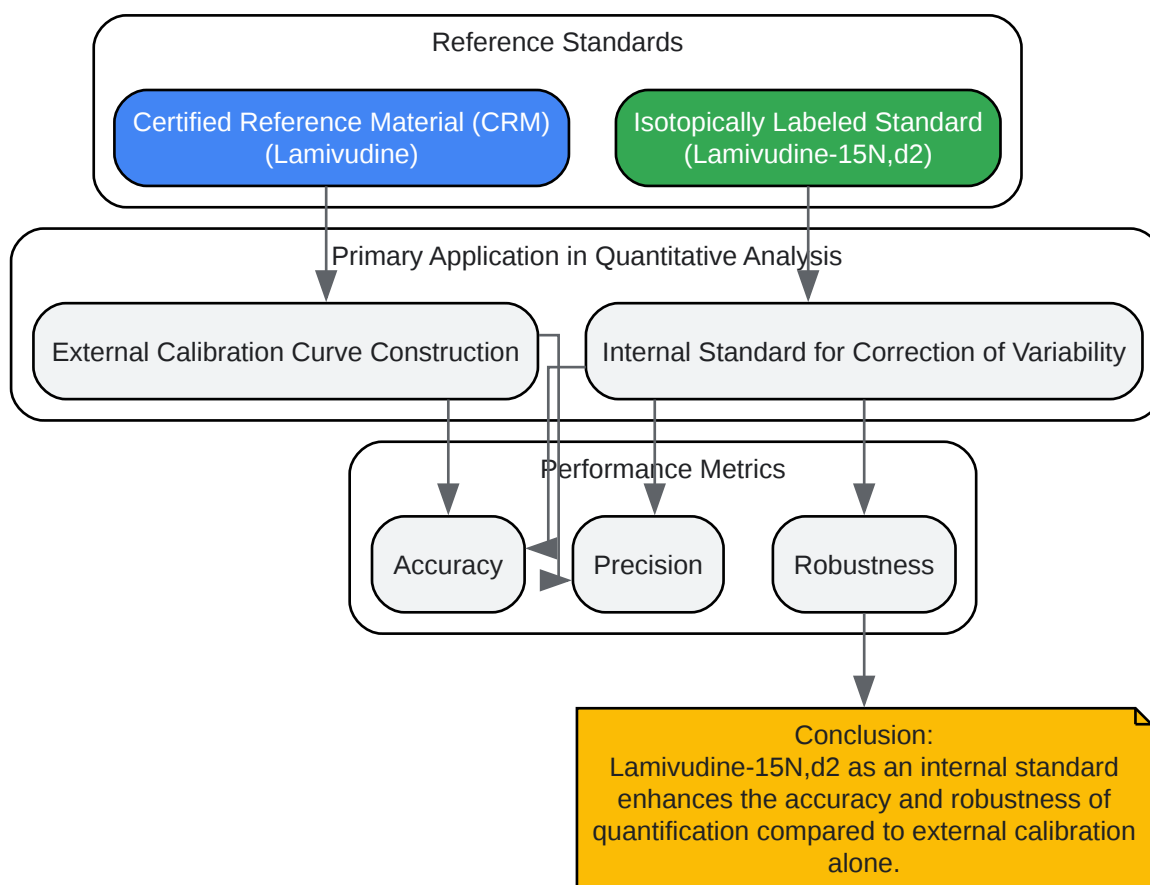 Reference Standards
Certified Reference Material (CRM)
(Lamivudine)
Isotopically Labeled Standard
(Lamivudine-15N,d2)
Primary Application in Quantitative Analysis
External Calibration Curve Construction
Internal Standard for Correction of Variability
Performance Metrics
Accuracy
Precision
Robustness
Conclusion:
Lamivudine-15N,d2 as an internal standard
enhances the accuracy and robustness of
quantification compared to external calibration
alone.